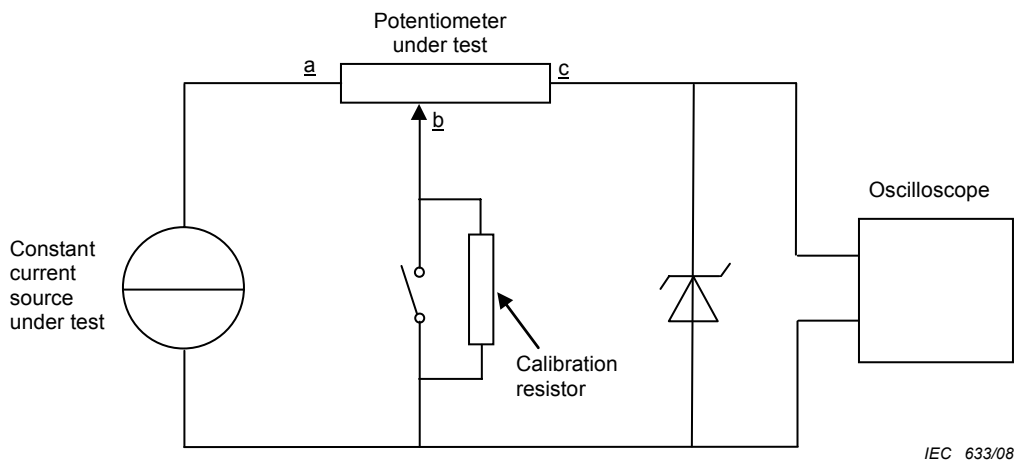 Potentiometer
under test
a
c
b
Oscilloscope
Constant
current
source
under test
Calibration
resistor
IEC 633/08